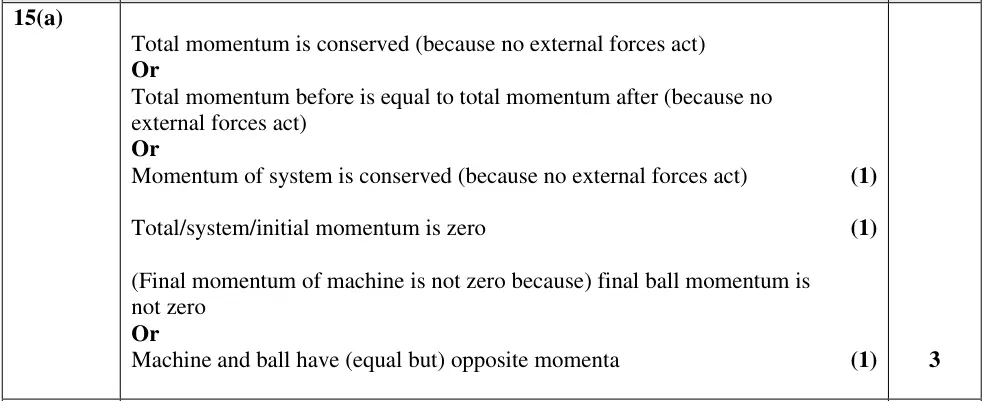 15(a)
Total momentum is conserved (because no external forces act)
Or
Total momentum before is equal to total momentum after (because no
external forces act)
Or
Momentum of system is conserved (because no external forces act) (1)
Total/system/initial momentum is zero (1)
(Final momentum of machine is not zero because) final ball momentum is
not zero
Or
Machine and ball have (equal but) opposite momenta (1) 3